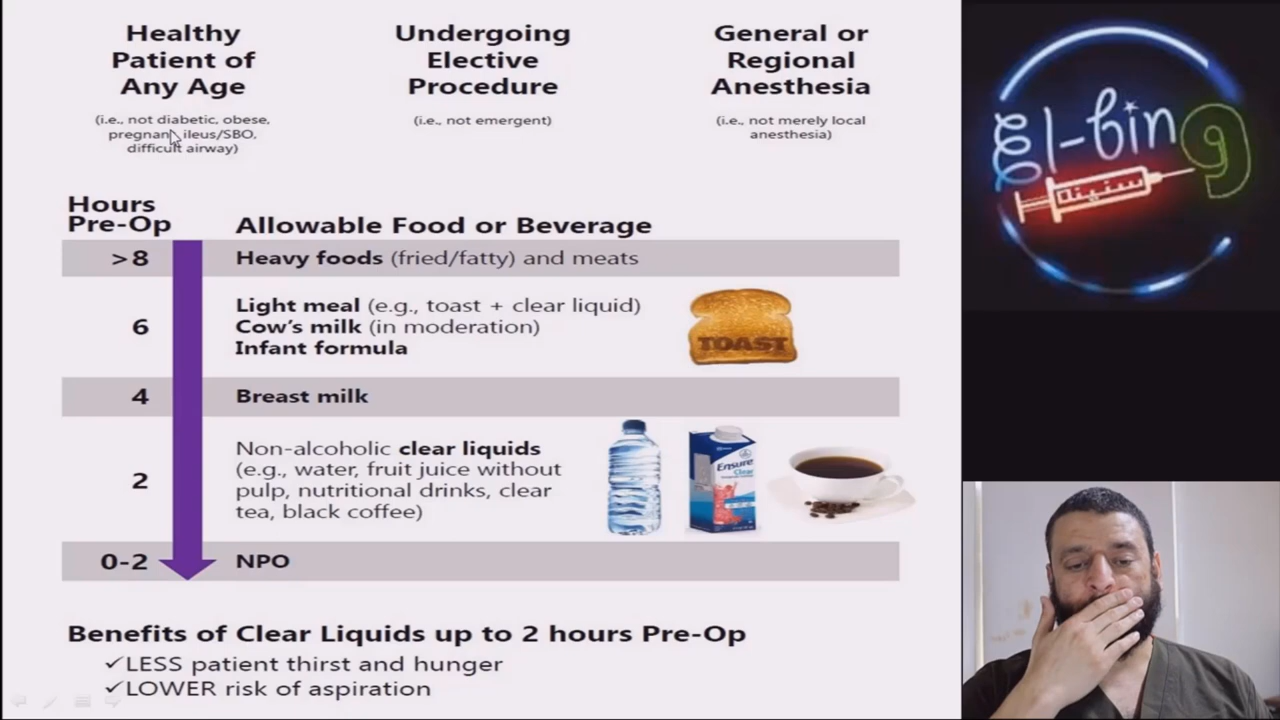 Healthy
Patient of
Any Age
(i.e., not diabetic, obese,
pregnant, ileus/SBO,
difficult airway)
Undergoing
Elective
Procedure
(i.e., not emergent)
General or
Regional
Anesthesia
(i.e., not merely local
anesthesia)
Hours
Pre-Op
Allowable Food or Beverage
>8 Heavy foods (fried/fatty) and meats
6
Light meal (e.g., toast + clear liquid)
Cow's milk (in moderation)
Infant formula
TOAST
4 Breast milk
2
Non-alcoholic clear liquids
(e.g., water, fruit juice without
pulp, nutritional drinks, clear
tea, black coffee)
Ensure
Clear
0-2 NPO
Benefits of Clear Liquids up to 2 hours Pre-Op
✓LESS patient thirst and hunger
✓LOWER risk of aspiration
El-bing